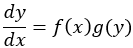 dy/dx = f(x)g(y)